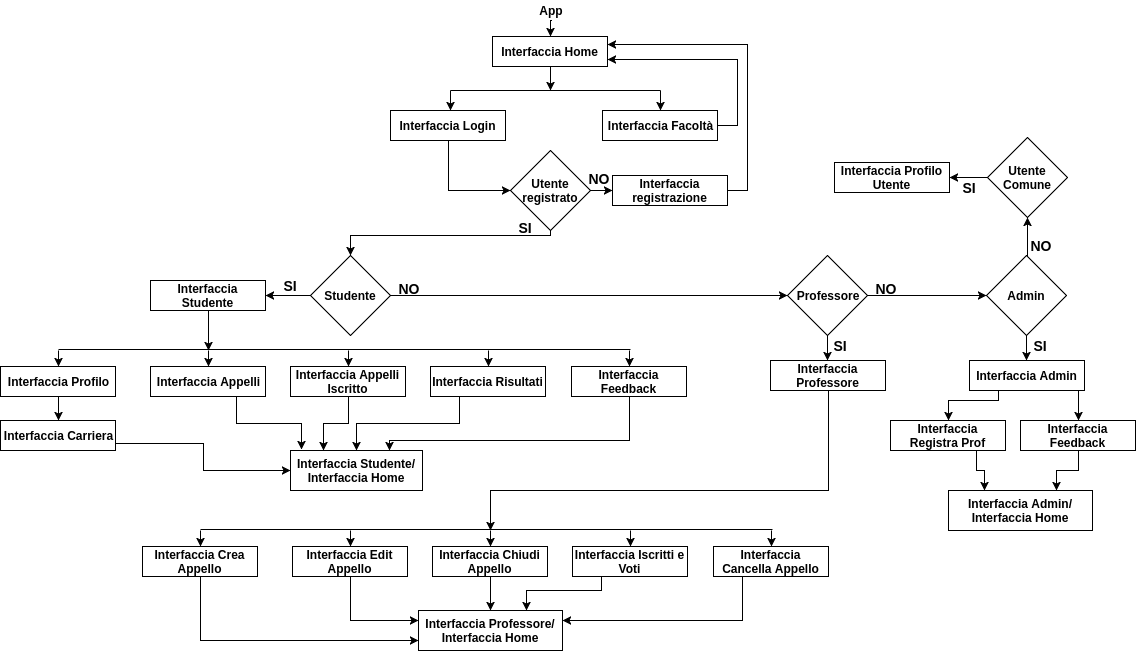 App
Interfaccia Home
Interfaccia Login
Interfaccia Facoltà
Utente
registrato
NO
Interfaccia
registrazione
Interfaccia Profilo
Utente
SI
Utente
Comune
SI
NO
Interfaccia
Studente
SI
Studente
NO
Professore
NO
Admin
SI
SI
Interfaccia Profilo
Interfaccia Appelli
Interfaccia Appelli
Iscritto
Interfaccia Risultati
Interfaccia
Feedback
Interfaccia
Professore
Interfaccia Admin
Interfaccia Carriera
Interfaccia
Registra Prof
Interfaccia
Feedback
Interfaccia Studente/
Interfaccia Home
Interfaccia Admin/
Interfaccia Home
Interfaccia Crea
Appello
Interfaccia Edit
Appello
Interfaccia Chiudi
Appello
Interfaccia Iscritti e
Voti
Interfaccia
Cancella Appello
Interfaccia Professore/
Interfaccia Home